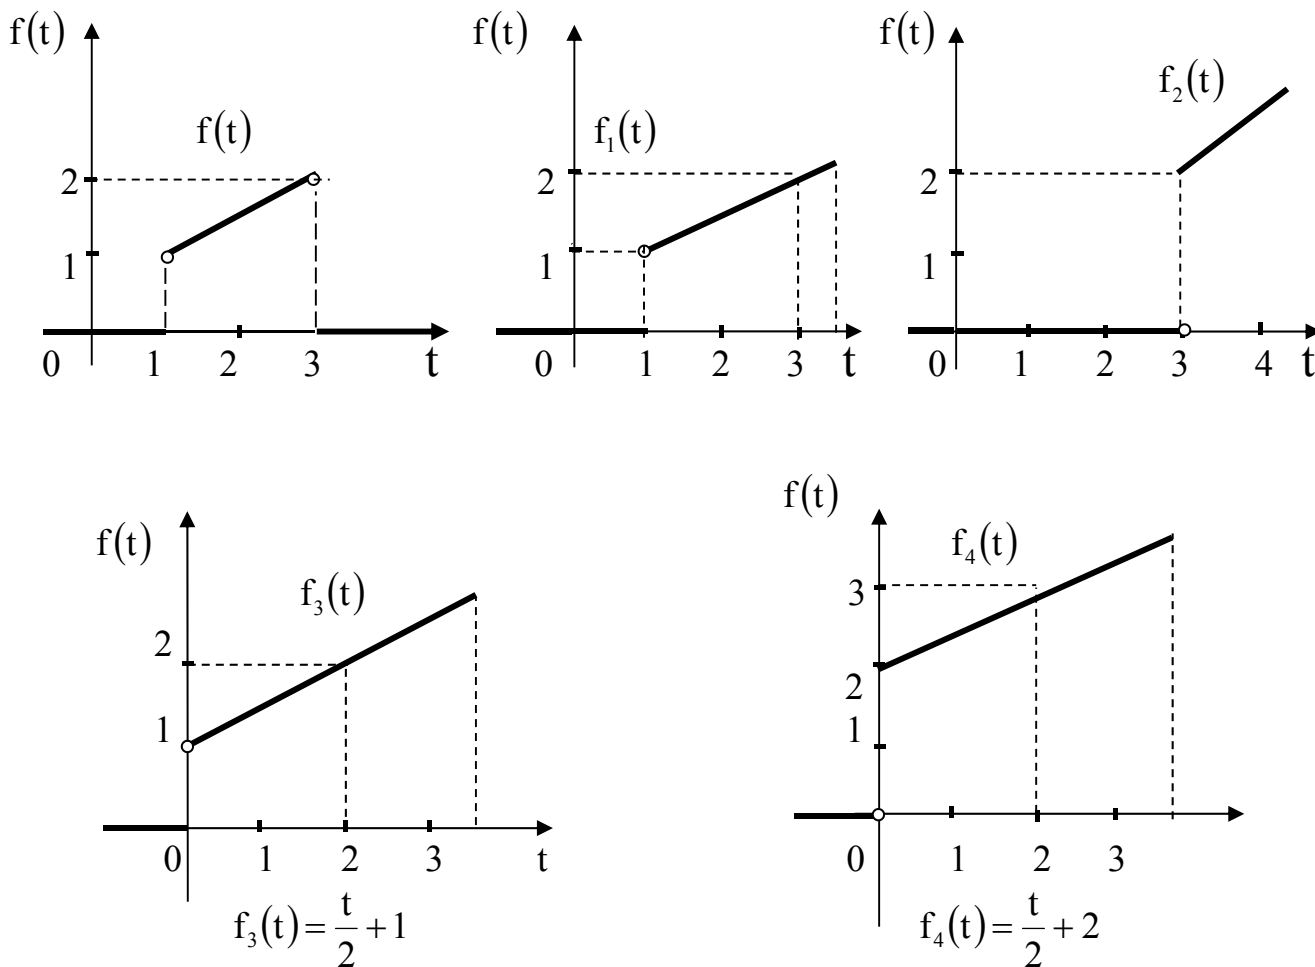 f(t)
f(t)
2
1
0 1 2 3 t
f(t)
f₁(t)
2
1
0 1 2 3 t
f(t)
f₂(t)
2
1
0 1 2 3 4 t
f(t)
f₃(t)
2
1
0 1 2 3 t
f₃(t) = t/2 + 1
f(t)
f₄(t)
3
2
1
0 1 2 3
f₄(t) = t/2 + 2